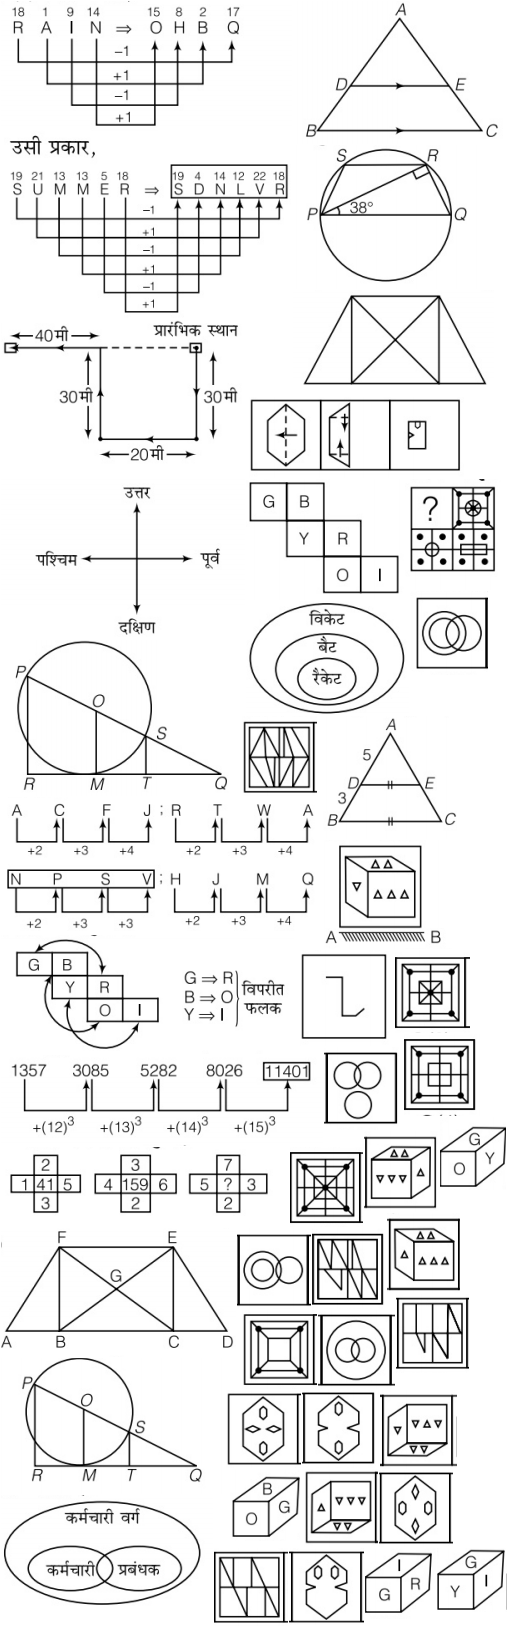 18 1 9 14 15 8 2 17
R A I N ⇒ O H B Q
–1
+1
–1
+1
उसी प्रकार,
19 21 13 13 5 18 19 4 14 12 22 18
S U M M E R ⇒ S D N L V R
–1
+1
–1
+1
–1
+1
40मी
प्रारंभिक स्थान
30मी
30मी
20मी
उत्तर
पश्चिम
पूर्व
दक्षिण
P
O
S
R M T Q
A C F J ; R T W A
+2 +3 +4 +2 +3 +4
N P S V ; H J M Q
+2 +3 +3 +2 +3 +4
G B
Y R
O I
G ⇒ R
B ⇒ O
Y ⇒ I
विपरीत
फलक
1357 3085 5282 8026 11401
+(12)³ +(13)³ +(14)³ +(15)³
2 3 7
1 41 5 4 159 6 5 ? 3
3 2 2
F E
G
A B C D
P
O
S
R M T Q
कर्मचारी वर्ग
कर्मचारी प्रबंधक
A
D E
B C
S R
P 38° Q
G B
Y R
O I
?
विकेट
बैट
रैकेट
A
5
D E
3
B C
A B
G
O Y
B
O G
I
G R
G
Y I